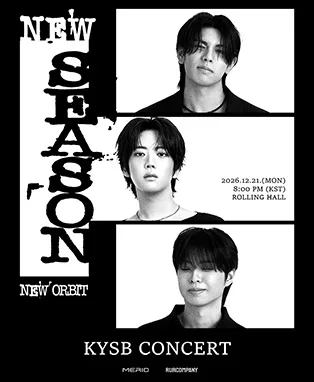 NEW
SEASON
NEW ORBIT
2026.12.21.(MON)
8:00 PM (KST)
ROLLING HALL
KYSB CONCERT
MERIO RURCOMPANY